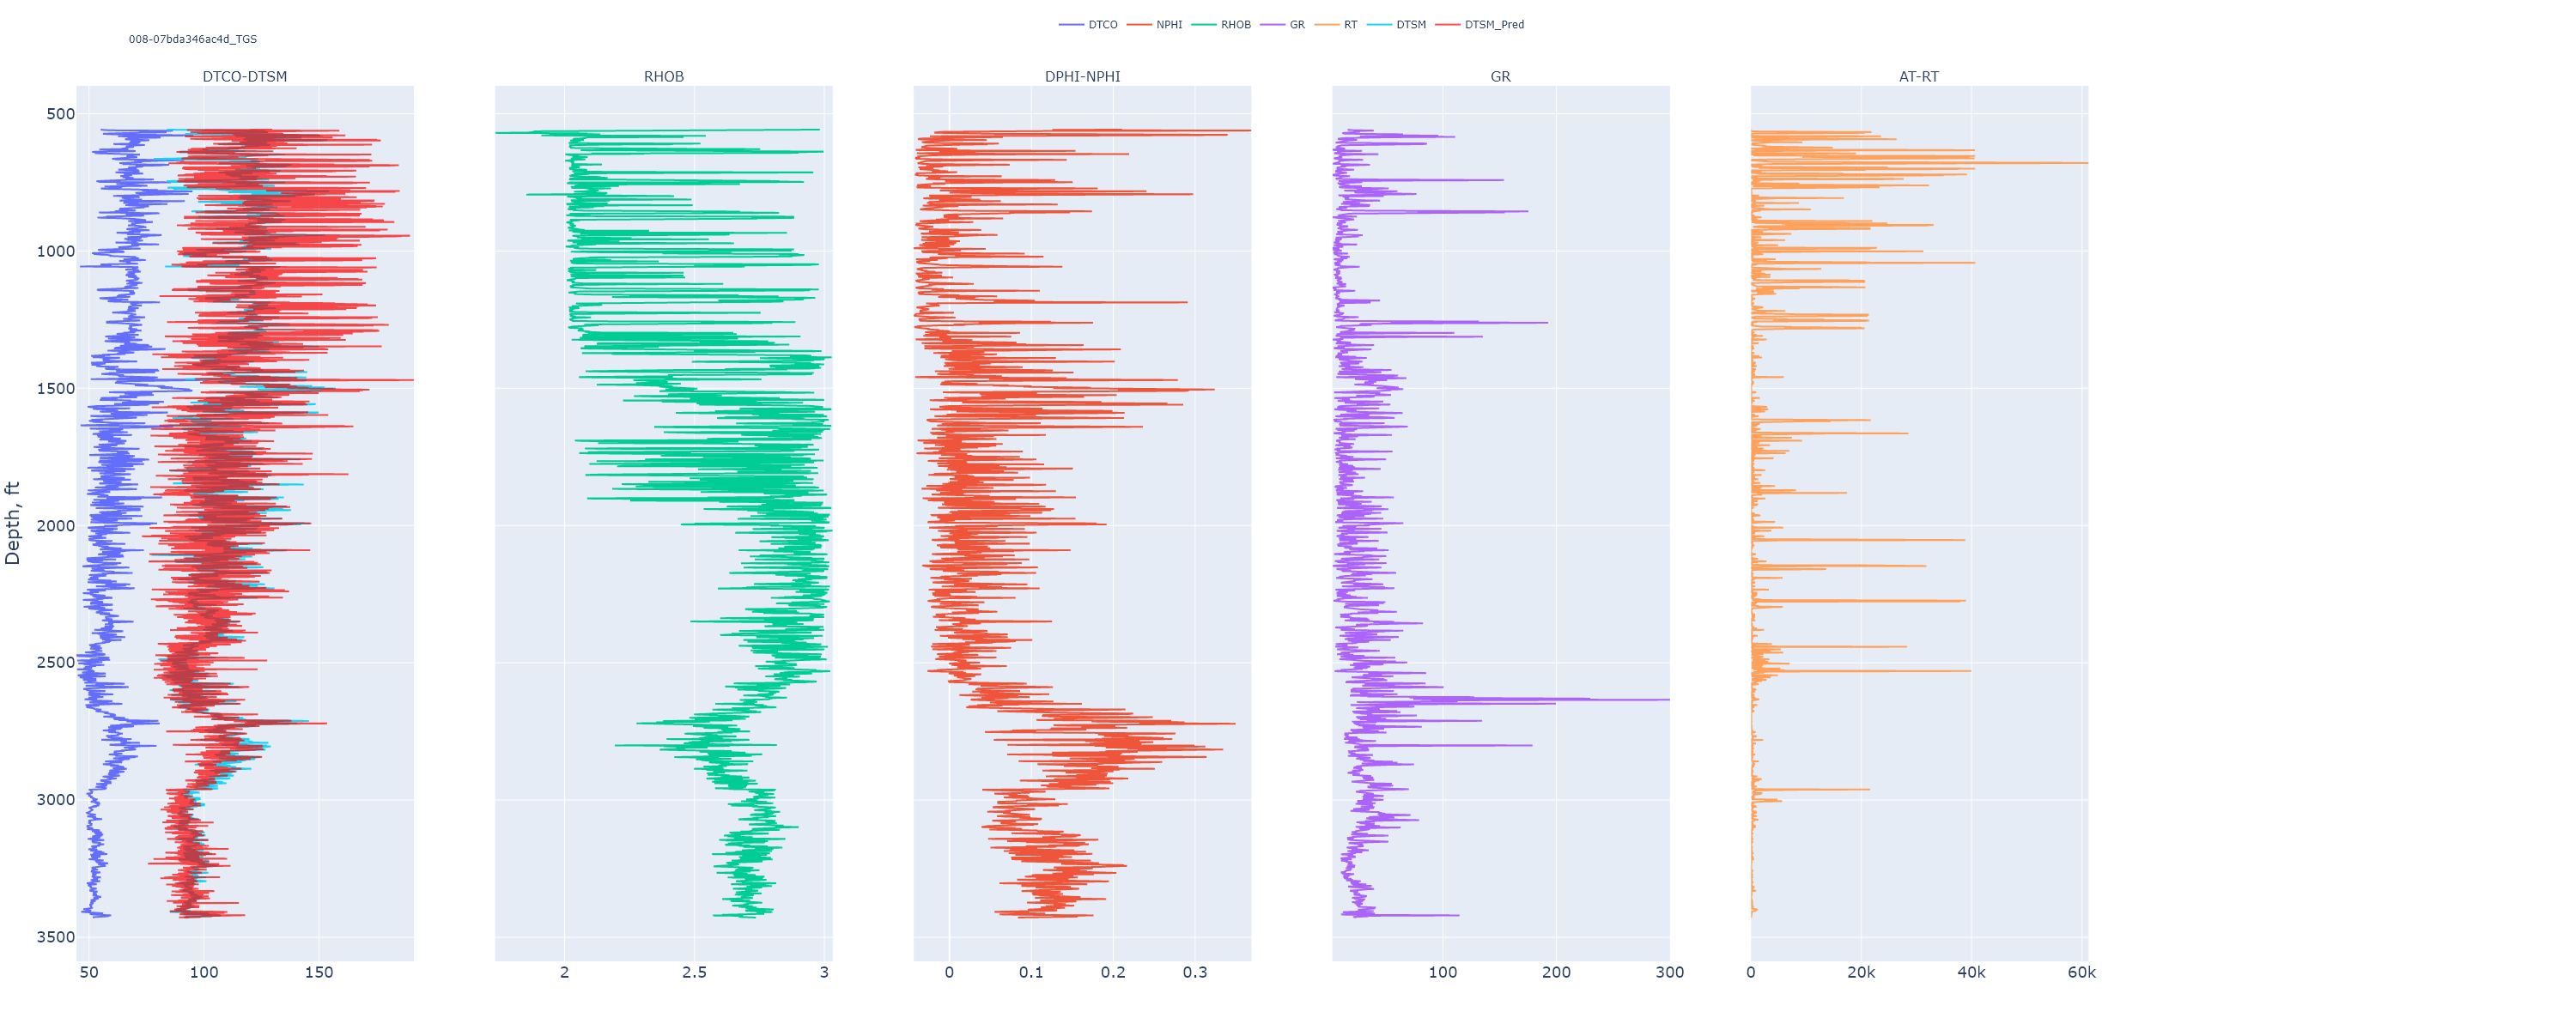 DTCO NPHI RHOB GR RT DTSM DTSM_Pred
008-07bda346ac4d_TGS
DTCO-DTSM RHOB DPHI-NPHI GR AT-RT
500
1000
1500
2000
2500
3000
3500
Depth, ft
50 100 150 2 2.5 3 0 0.1 0.2 0.3 100 200 300 0 20k 40k 60k